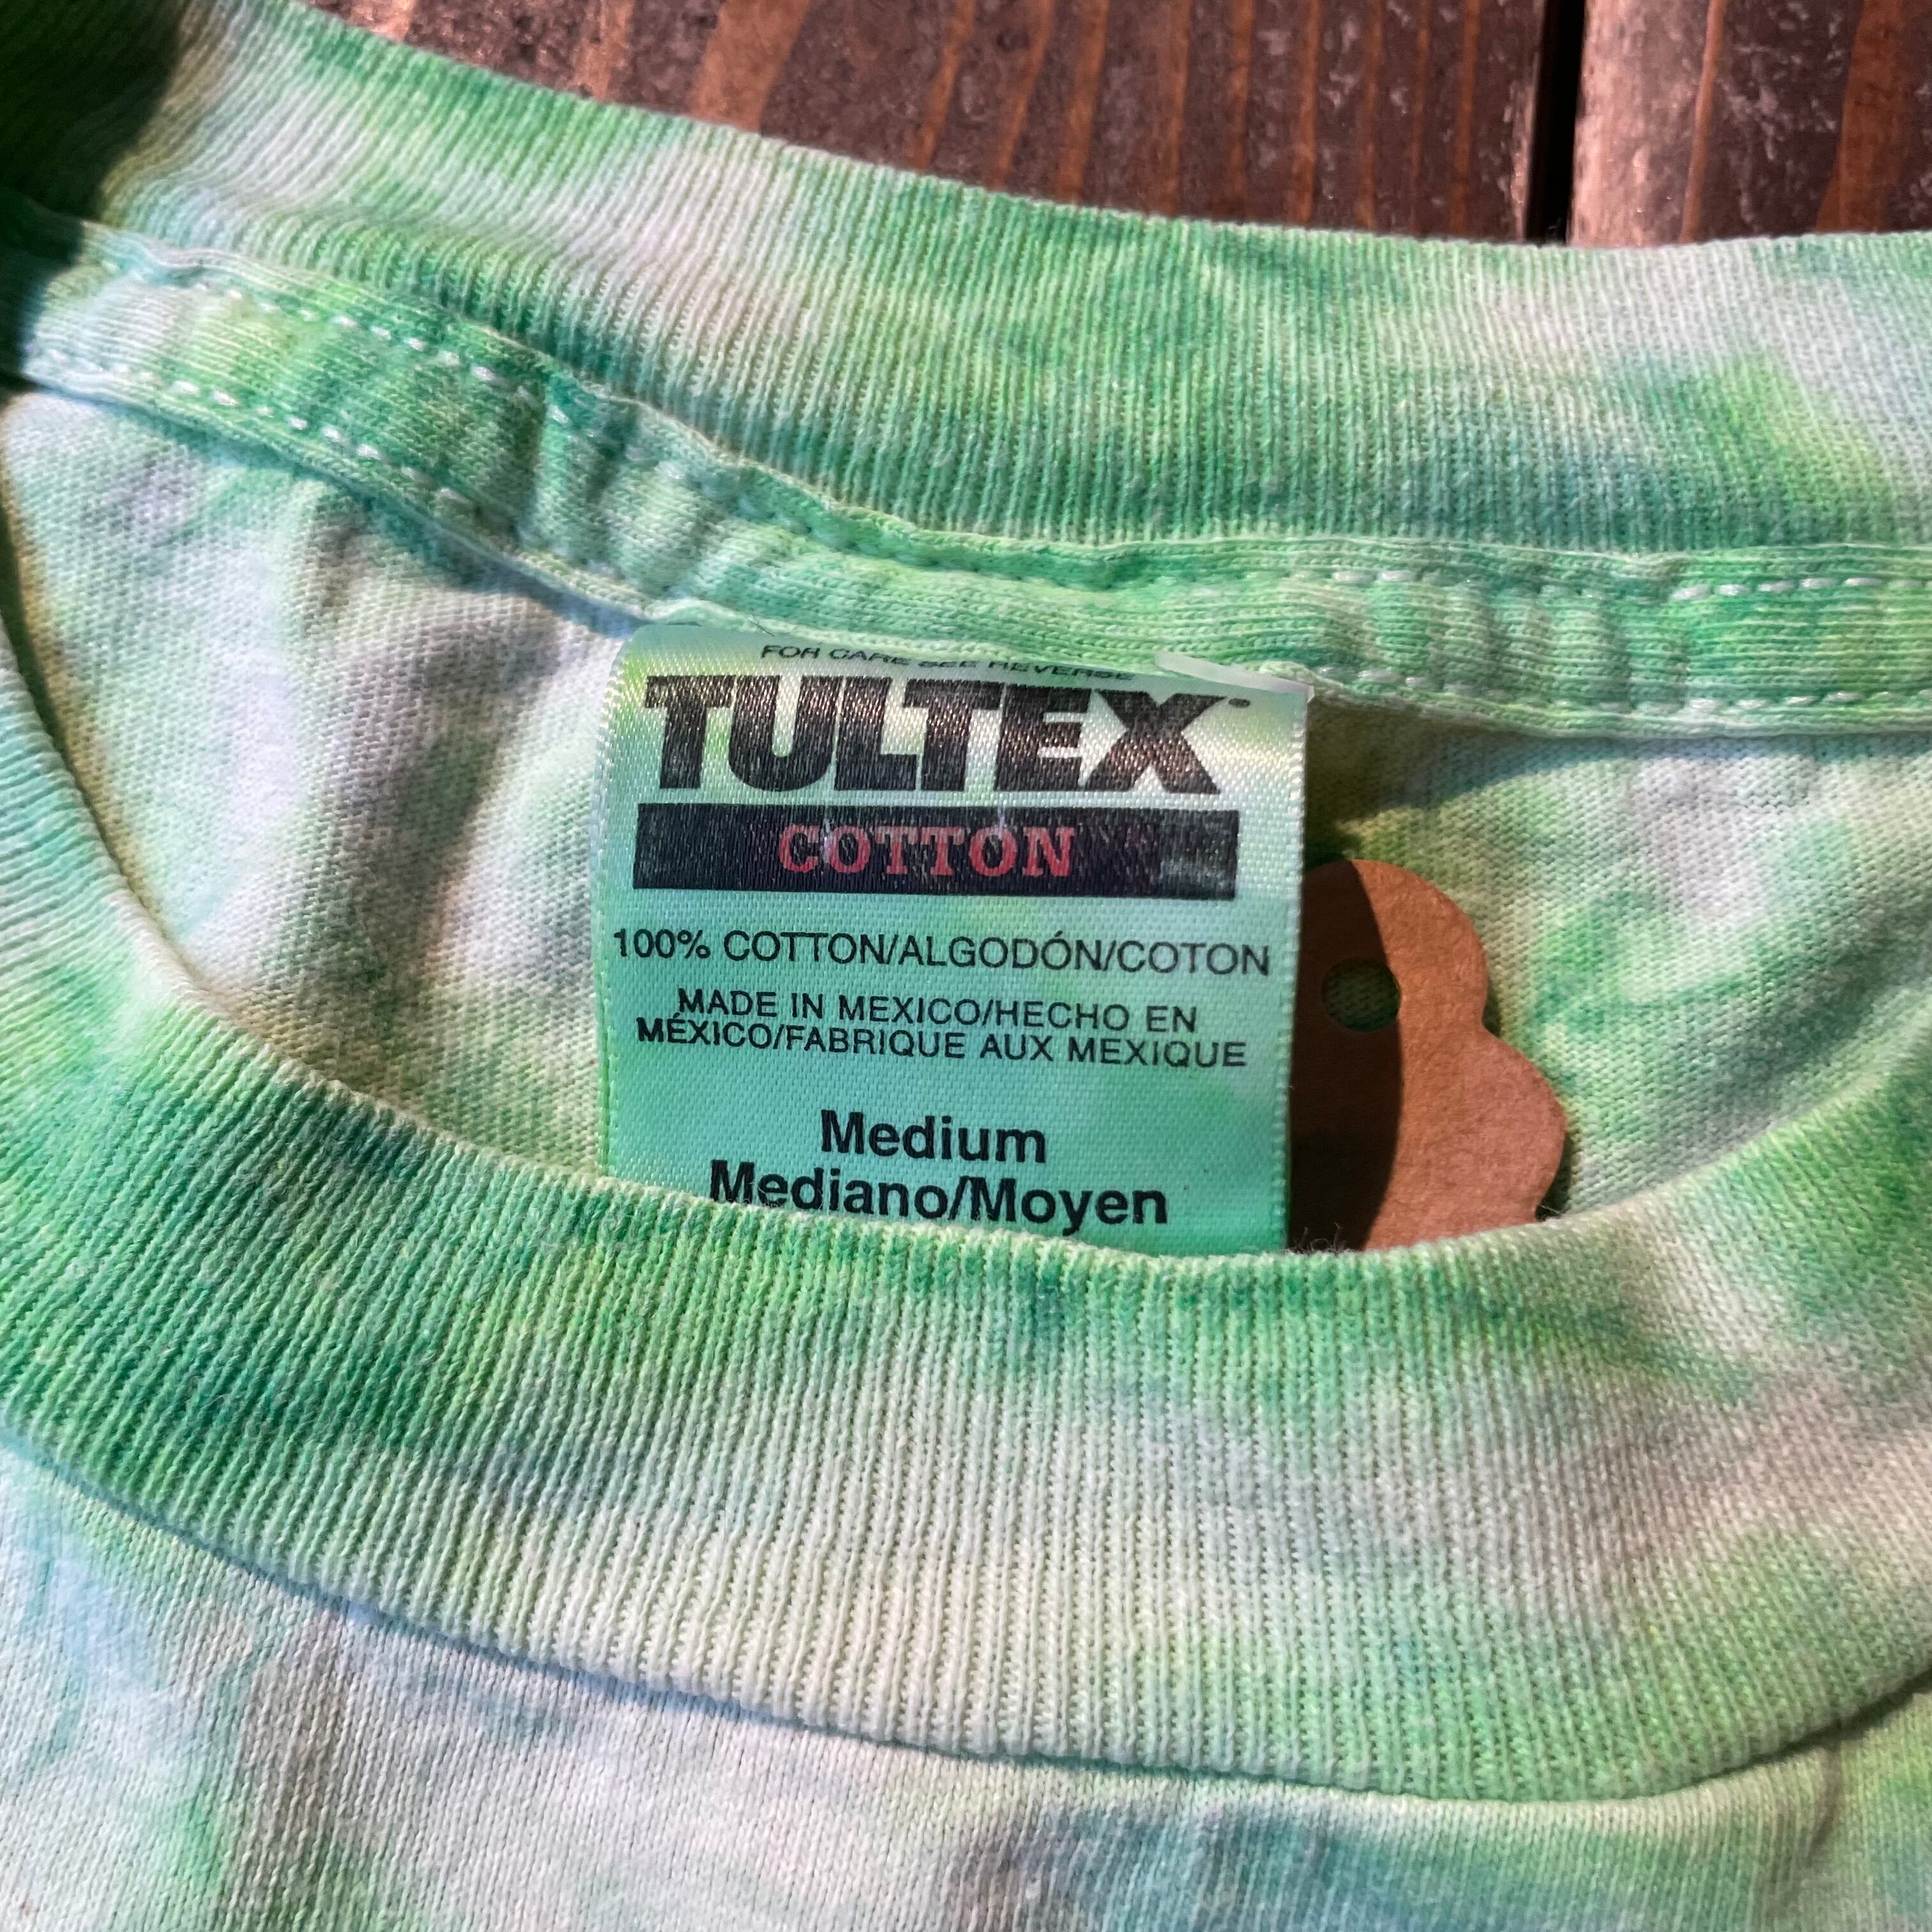 FOR CARE SEE REVERSE
TULTEX
COTTON
100% COTTON/ALGODÓN/COTON
MADE IN MEXICO/HECHO EN
MÉXICO/FABRIQUE AUX MEXIQUE
Medium
Mediano/Moyen